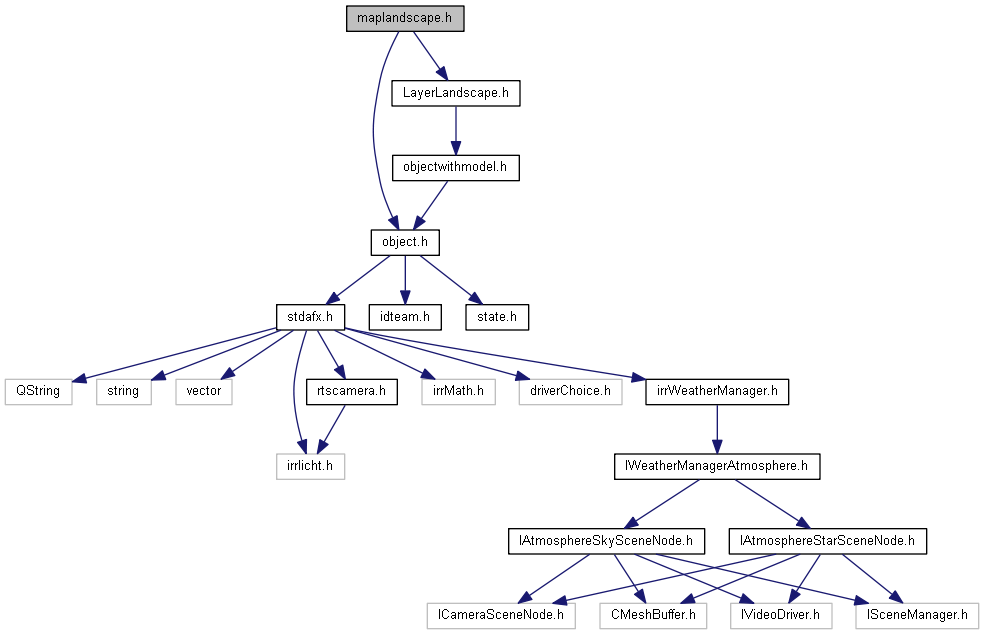 maplandscape.h
LayerLandscape.h
objectwithmodel.h
object.h
stdafx.h
idteam.h
state.h
QString
string
vector
rtscamera.h
irrMath.h
driverChoice.h
irrWeatherManager.h
irrlicht.h
IWeatherManagerAtmosphere.h
IAtmosphereSkySceneNode.h
IAtmosphereStarSceneNode.h
ICameraSceneNode.h
CMeshBuffer.h
IVideoDriver.h
ISceneManager.h